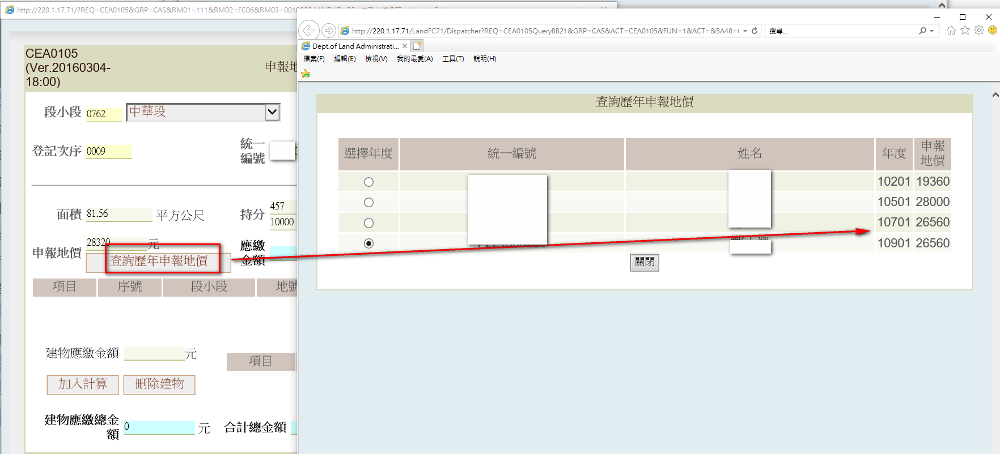 http://220.1.17.71/?REQ=CEA0105&GRP=CAS&RM01=111&RM02=FC06&RM03=0010
CEA0105
(Ver.20160304-
18:00)
申報地
段小段 0762 中華段
登記次序 0009
統一
編號
面積 81.56 平方公尺
持分 457
10000
申報地價 28320 元
查詢歷年申報地價
應繳
金額
項目 序號 段小段 地號
建物應繳金額 元
項目
加入計算 刪除建物
建物應繳總金
額 0 元
合計總金額
http://220.1.17.71/LandFC71/Dispatcher?REQ=CEA0105QueryBB21&GRP=CAS&ACT=CEA0105&FUN=1&ACT=&BA48=
搜尋...
Dept.of Land Administrati...
檔案(F) 編輯(E) 檢視(V) 我的最愛(A) 工具(T) 說明(H)
查詢歷年申報地價
選擇年度 統一編號 姓名 年度 申報
地價
10201 19360
10501 28000
10701 26560
10901 26560
關閉